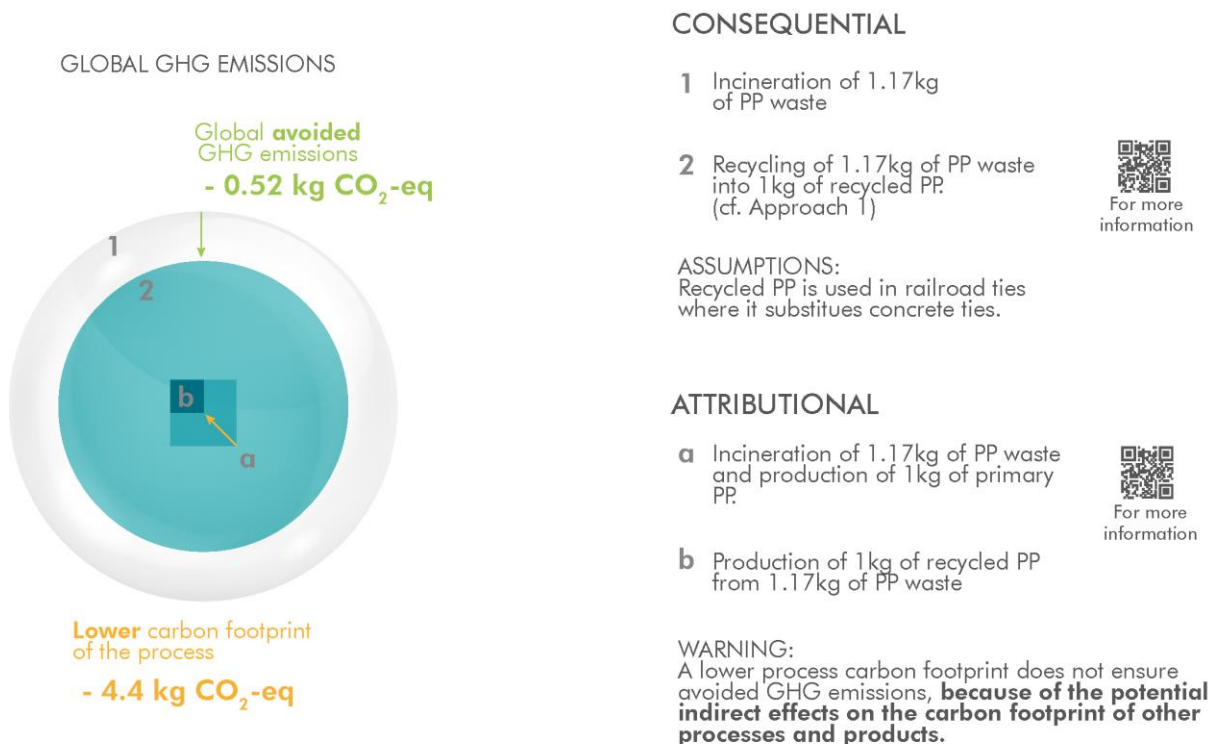 GLOBAL GHG EMISSIONS
Global avoided
GHG emissions
- 0.52 kg CO₂-eq
1
2
b
a
Lower carbon footprint
of the process
- 4.4 kg CO₂-eq
CONSEQUENTIAL
1 Incineration of 1.17kg
of PP waste
2 Recycling of 1.17kg of PP waste
into 1kg of recycled PP.
(cf. Approach 1)
For more
information
ASSUMPTIONS:
Recycled PP is used in railroad ties
where it substitues concrete ties.
ATTRIBUTIONAL
a Incineration of 1.17kg of PP waste
and production of 1kg of primary
PP.
For more
information
b Production of 1kg of recycled PP
from 1.17kg of PP waste
WARNING:
A lower process carbon footprint does not ensure
avoided GHG emissions, because of the potential
indirect effects on the carbon footprint of other
processes and products.